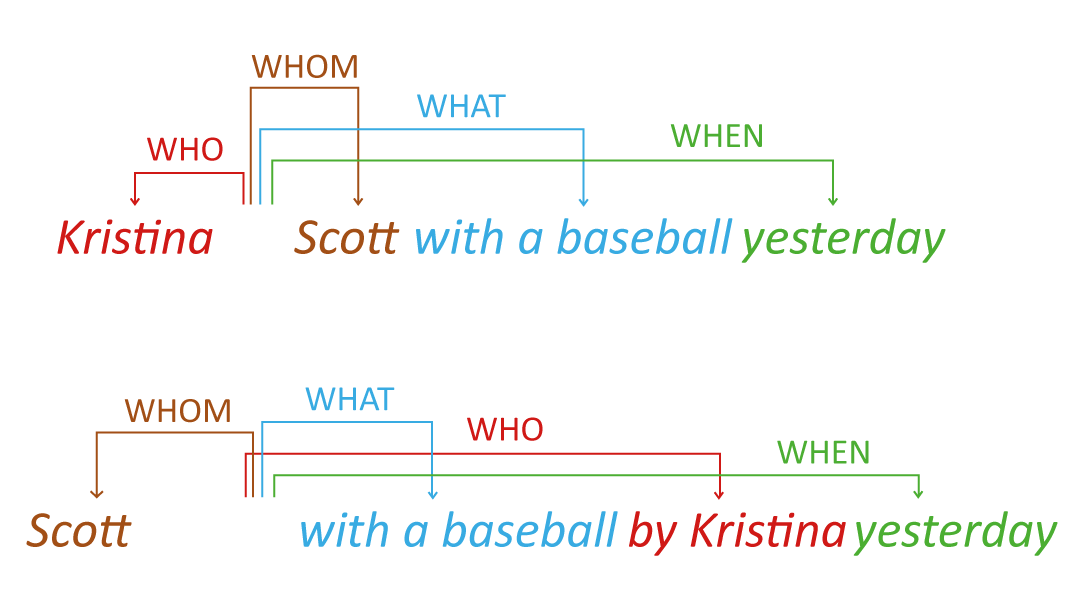 WHOM
WHAT
WHEN
WHO
Kristina Scott with a baseball yesterday
WHAT
WHOM
WHO
WHEN
Scott with a baseball by Kristina yesterday